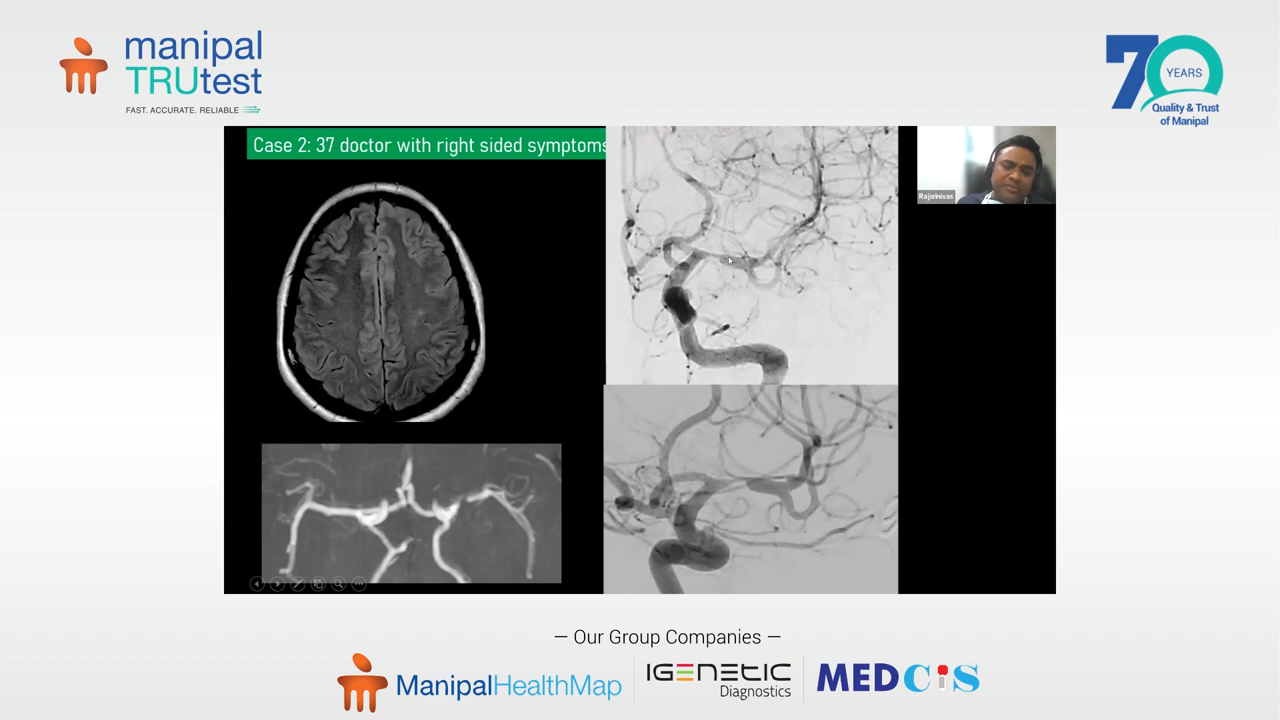 manipal
TRUtest
FAST. ACCURATE. RELIABLE
70
YEARS
Quality & Trust
of Manipal
Case 2: 37 doctor with right sided symptoms
Rajsrinivas
— Our Group Companies —
ManipalHealthMap
IGENETIC
Diagnostics
MEDCIS